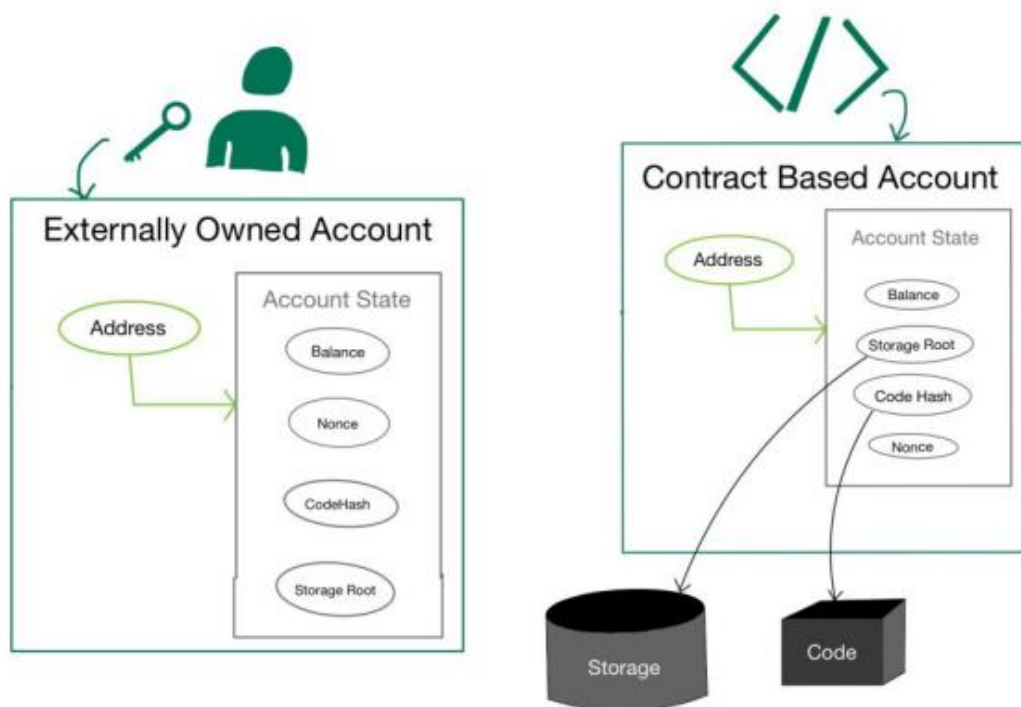 Externally Owned Account
Address
Account State
Balance
Nonce
CodeHash
Storage Root
Contract Based Account
Address
Account State
Balance
Storage Root
Code Hash
Nonce
Storage
Code